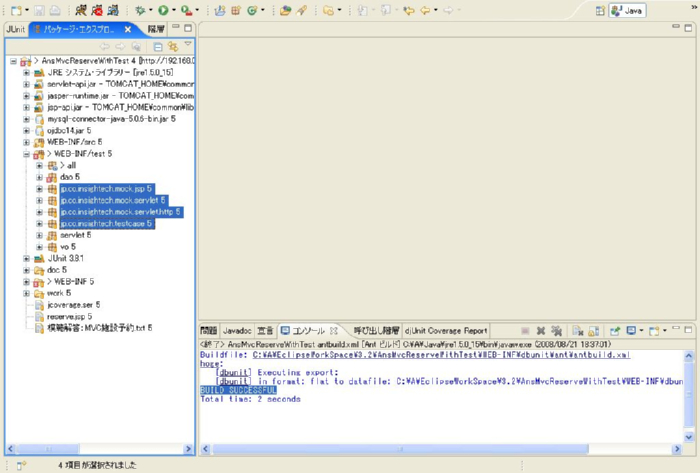 Java
JUnit
パッケージ・エクスプロ...
階層
> AnsMvcReserveWithTest 4 [http://192.168.0
JRE システム・ライブラリー [jre1.5.0_15]
servlet-api.jar - TOMCAT_HOME¥common
jasper-runtime.jar - TOMCAT_HOME¥com
jsp-api.jar - TOMCAT_HOME¥common¥lib
mysql-connector-java-5.0.6-bin.jar 5
ojdbc14.jar 5
WEB-INF/src 5
> WEB-INF/test 5
> all
dao 5
jp.co.insightech.mock.jsp 5
jp.co.insightech.mock.servlet 5
jp.co.insightech.mock.servlet.http 5
jp.co.insightech.testcase 5
servlet 5
vo 5
JUnit 3.8.1
doc 5
> WEB-INF 5
work 5
jcoverage.ser 5
reserve.jsp 5
模範解答：MVC施設予約.txt 5
問題
Javadoc
宣言
コンソール
呼び出し階層
djUnit Coverage Report
<終了> AnsMvcReserveWithTest antbuild.xml [Ant ビルド] C:¥A¥Java¥jre1.5.0_15¥bin¥javaw.exe (2008/08/21 18:37:01)
Buildfile: C:¥A¥EclipseWorkSpace¥3.2¥AnsMvcReserveWithTest¥WEB-INF¥dbunit¥ant¥antbuild.xml
hoge:
[dbunit] Executing export:
[dbunit] in format: flat to datafile: C:¥A¥EclipseWorkSpace¥3.2¥AnsMvcReserveWithTest¥WEB-INF¥dbun
BUILD SUCCESSFUL
Total time: 2 seconds
4 項目が選択されました